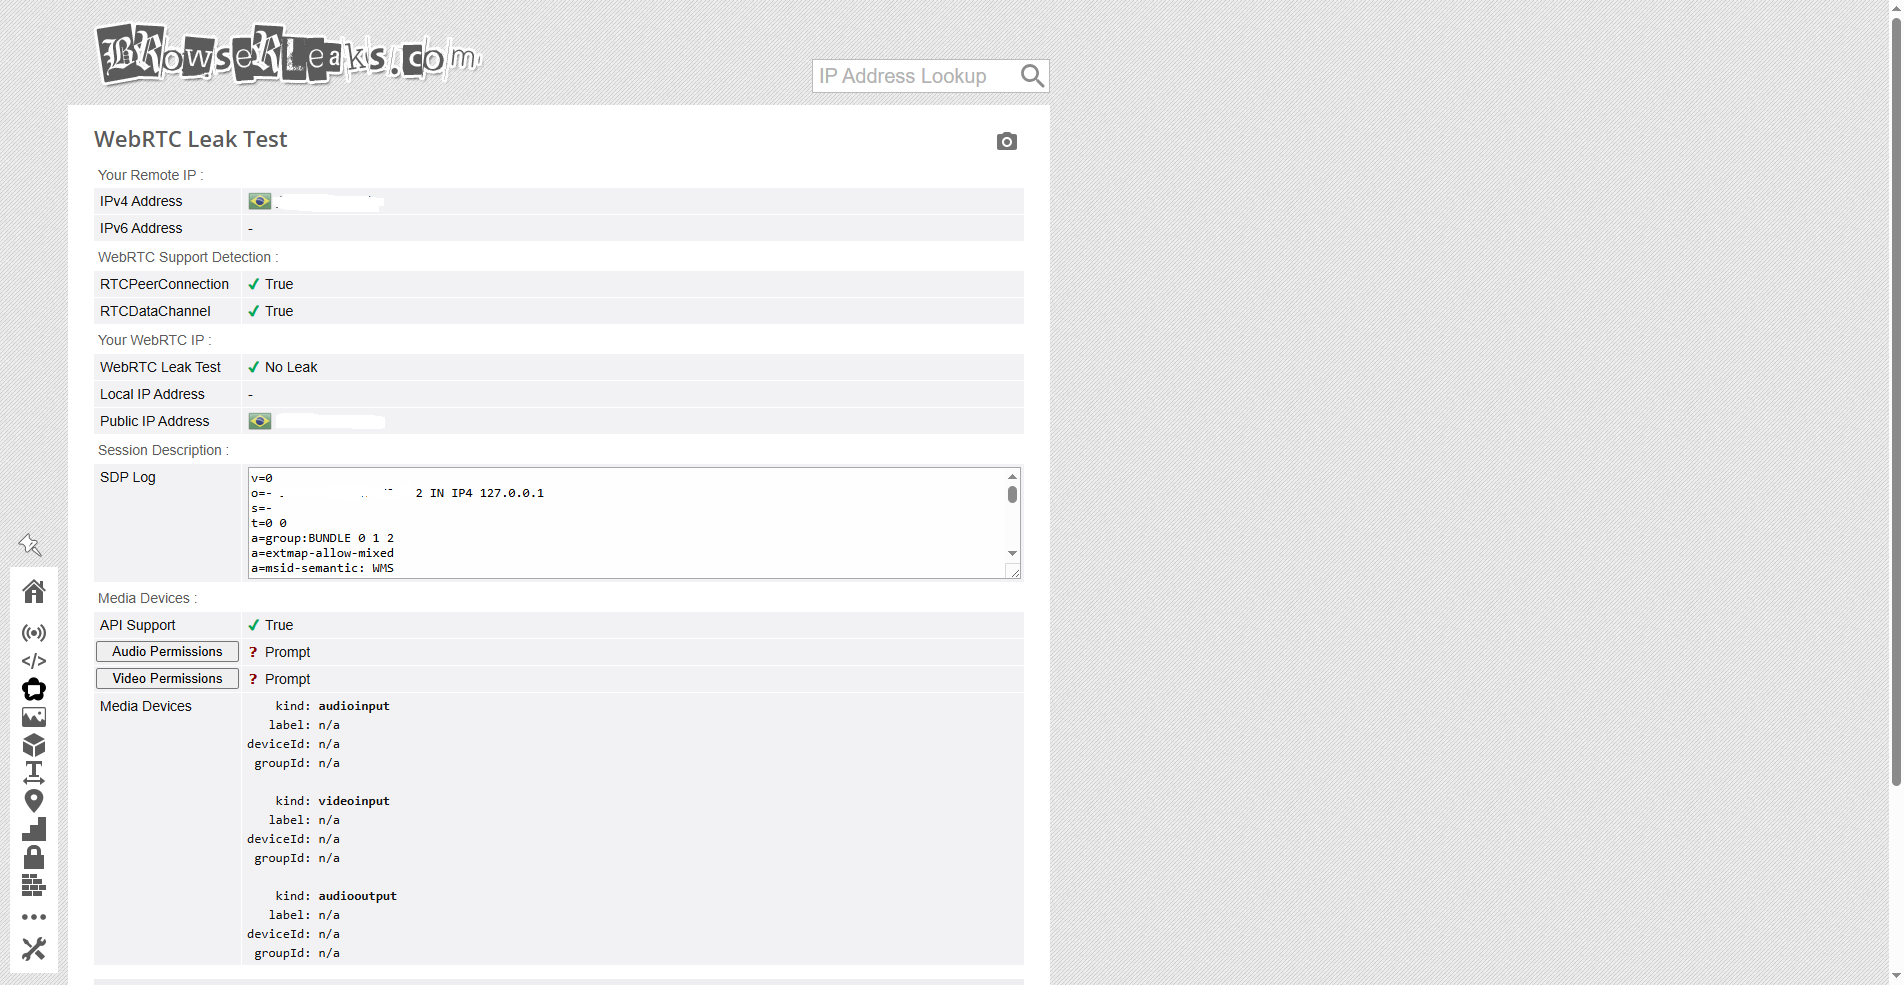 BRowseRLeaks.com
IP Address Lookup
WebRTC Leak Test
Your Remote IP :
IPv4 Address
IPv6 Address -
WebRTC Support Detection :
RTCPeerConnection ✓ True
RTCDataChannel ✓ True
Your WebRTC IP :
WebRTC Leak Test ✓ No Leak
Local IP Address -
Public IP Address
Session Description :
SDP Log
v=0
o=- 2 IN IP4 127.0.0.1
s=-
t=0 0
a=group:BUNDLE 0 1 2
a=extmap-allow-mixed
a=msid-semantic: WMS
Media Devices :
API Support ✓ True
Audio Permissions ? Prompt
Video Permissions ? Prompt
Media Devices
kind: audioinput
label: n/a
deviceId: n/a
groupId: n/a
kind: videoinput
label: n/a
deviceId: n/a
groupId: n/a
kind: audiooutput
label: n/a
deviceId: n/a
groupId: n/a